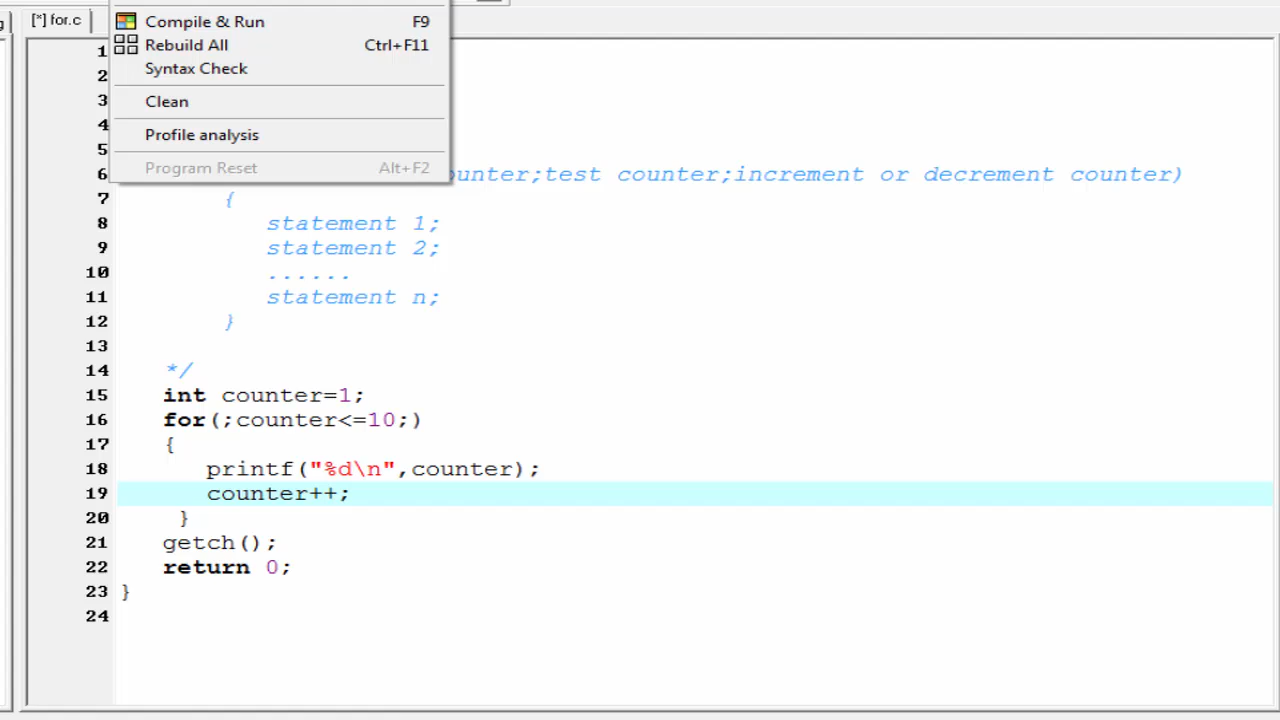 [*] for.c
Compile & Run F9
Rebuild All Ctrl+F11
Syntax Check
Clean
Profile analysis
Program Reset Alt+F2
1
2
3
4
5
6 ounter;test counter;increment or decrement counter)
7 {
8 statement 1;
9 statement 2;
10 ......
11 statement n;
12 }
13
14 */
15 int counter=1;
16 for(;counter<=10;)
17 {
18 printf("%d\n",counter);
19 counter++;
20 }
21 getch();
22 return 0;
23 }
24